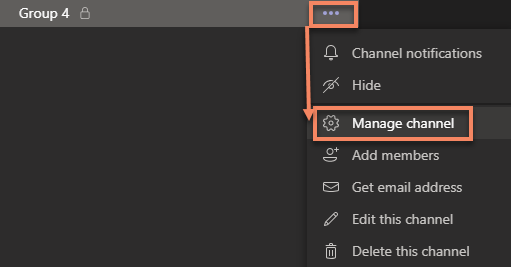 Group 4
Channel notifications
Hide
Manage channel
Add members
Get email address
Edit this channel
Delete this channel